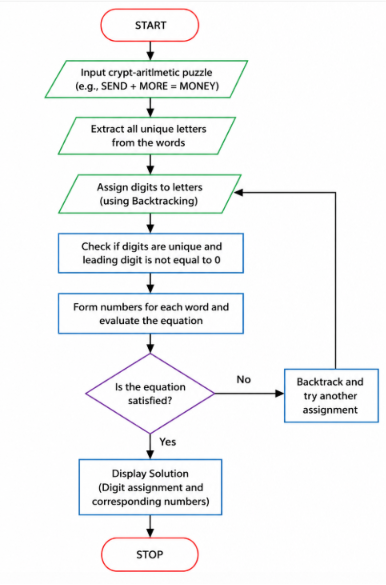 START
Input crypt-aritlmetic puzzle
(e.g., SEND + MORE = MONEY)
Extract all unique letters
from the words
Assign digits to letters
(using Backtracking)
Check if digits are unique and
leading digit is not equal to 0
Form numbers for each word and
evaluate the equation
Is the equation
satisfied?
No
Backtrack and
try another
assignment
Yes
Display Solution
(Digit assignment and
corresponding numbers)
STOP